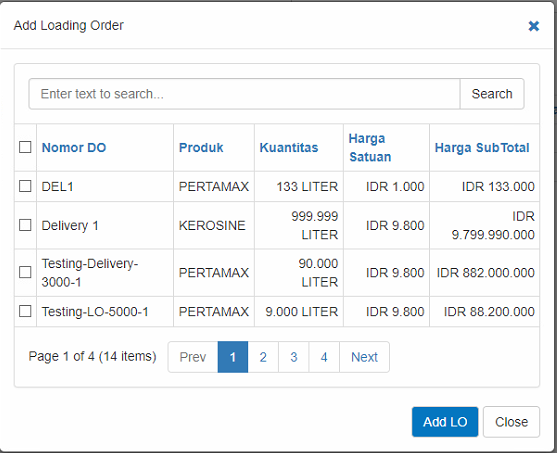 Add Loading Order
Enter text to search... Search
Nomor DO Produk Kuantitas Harga Satuan Harga SubTotal
DEL1 PERTAMAX 133 LITER IDR 1.000 IDR 133.000
Delivery 1 KEROSINE 999.999 LITER IDR 9.800 IDR 9.799.990.000
Testing-Delivery-3000-1 PERTAMAX 90.000 LITER IDR 9.800 IDR 882.000.000
Testing-LO-5000-1 PERTAMAX 9.000 LITER IDR 9.800 IDR 88.200.000
Page 1 of 4 (14 items) Prev 1 2 3 4 Next
Add LO Close